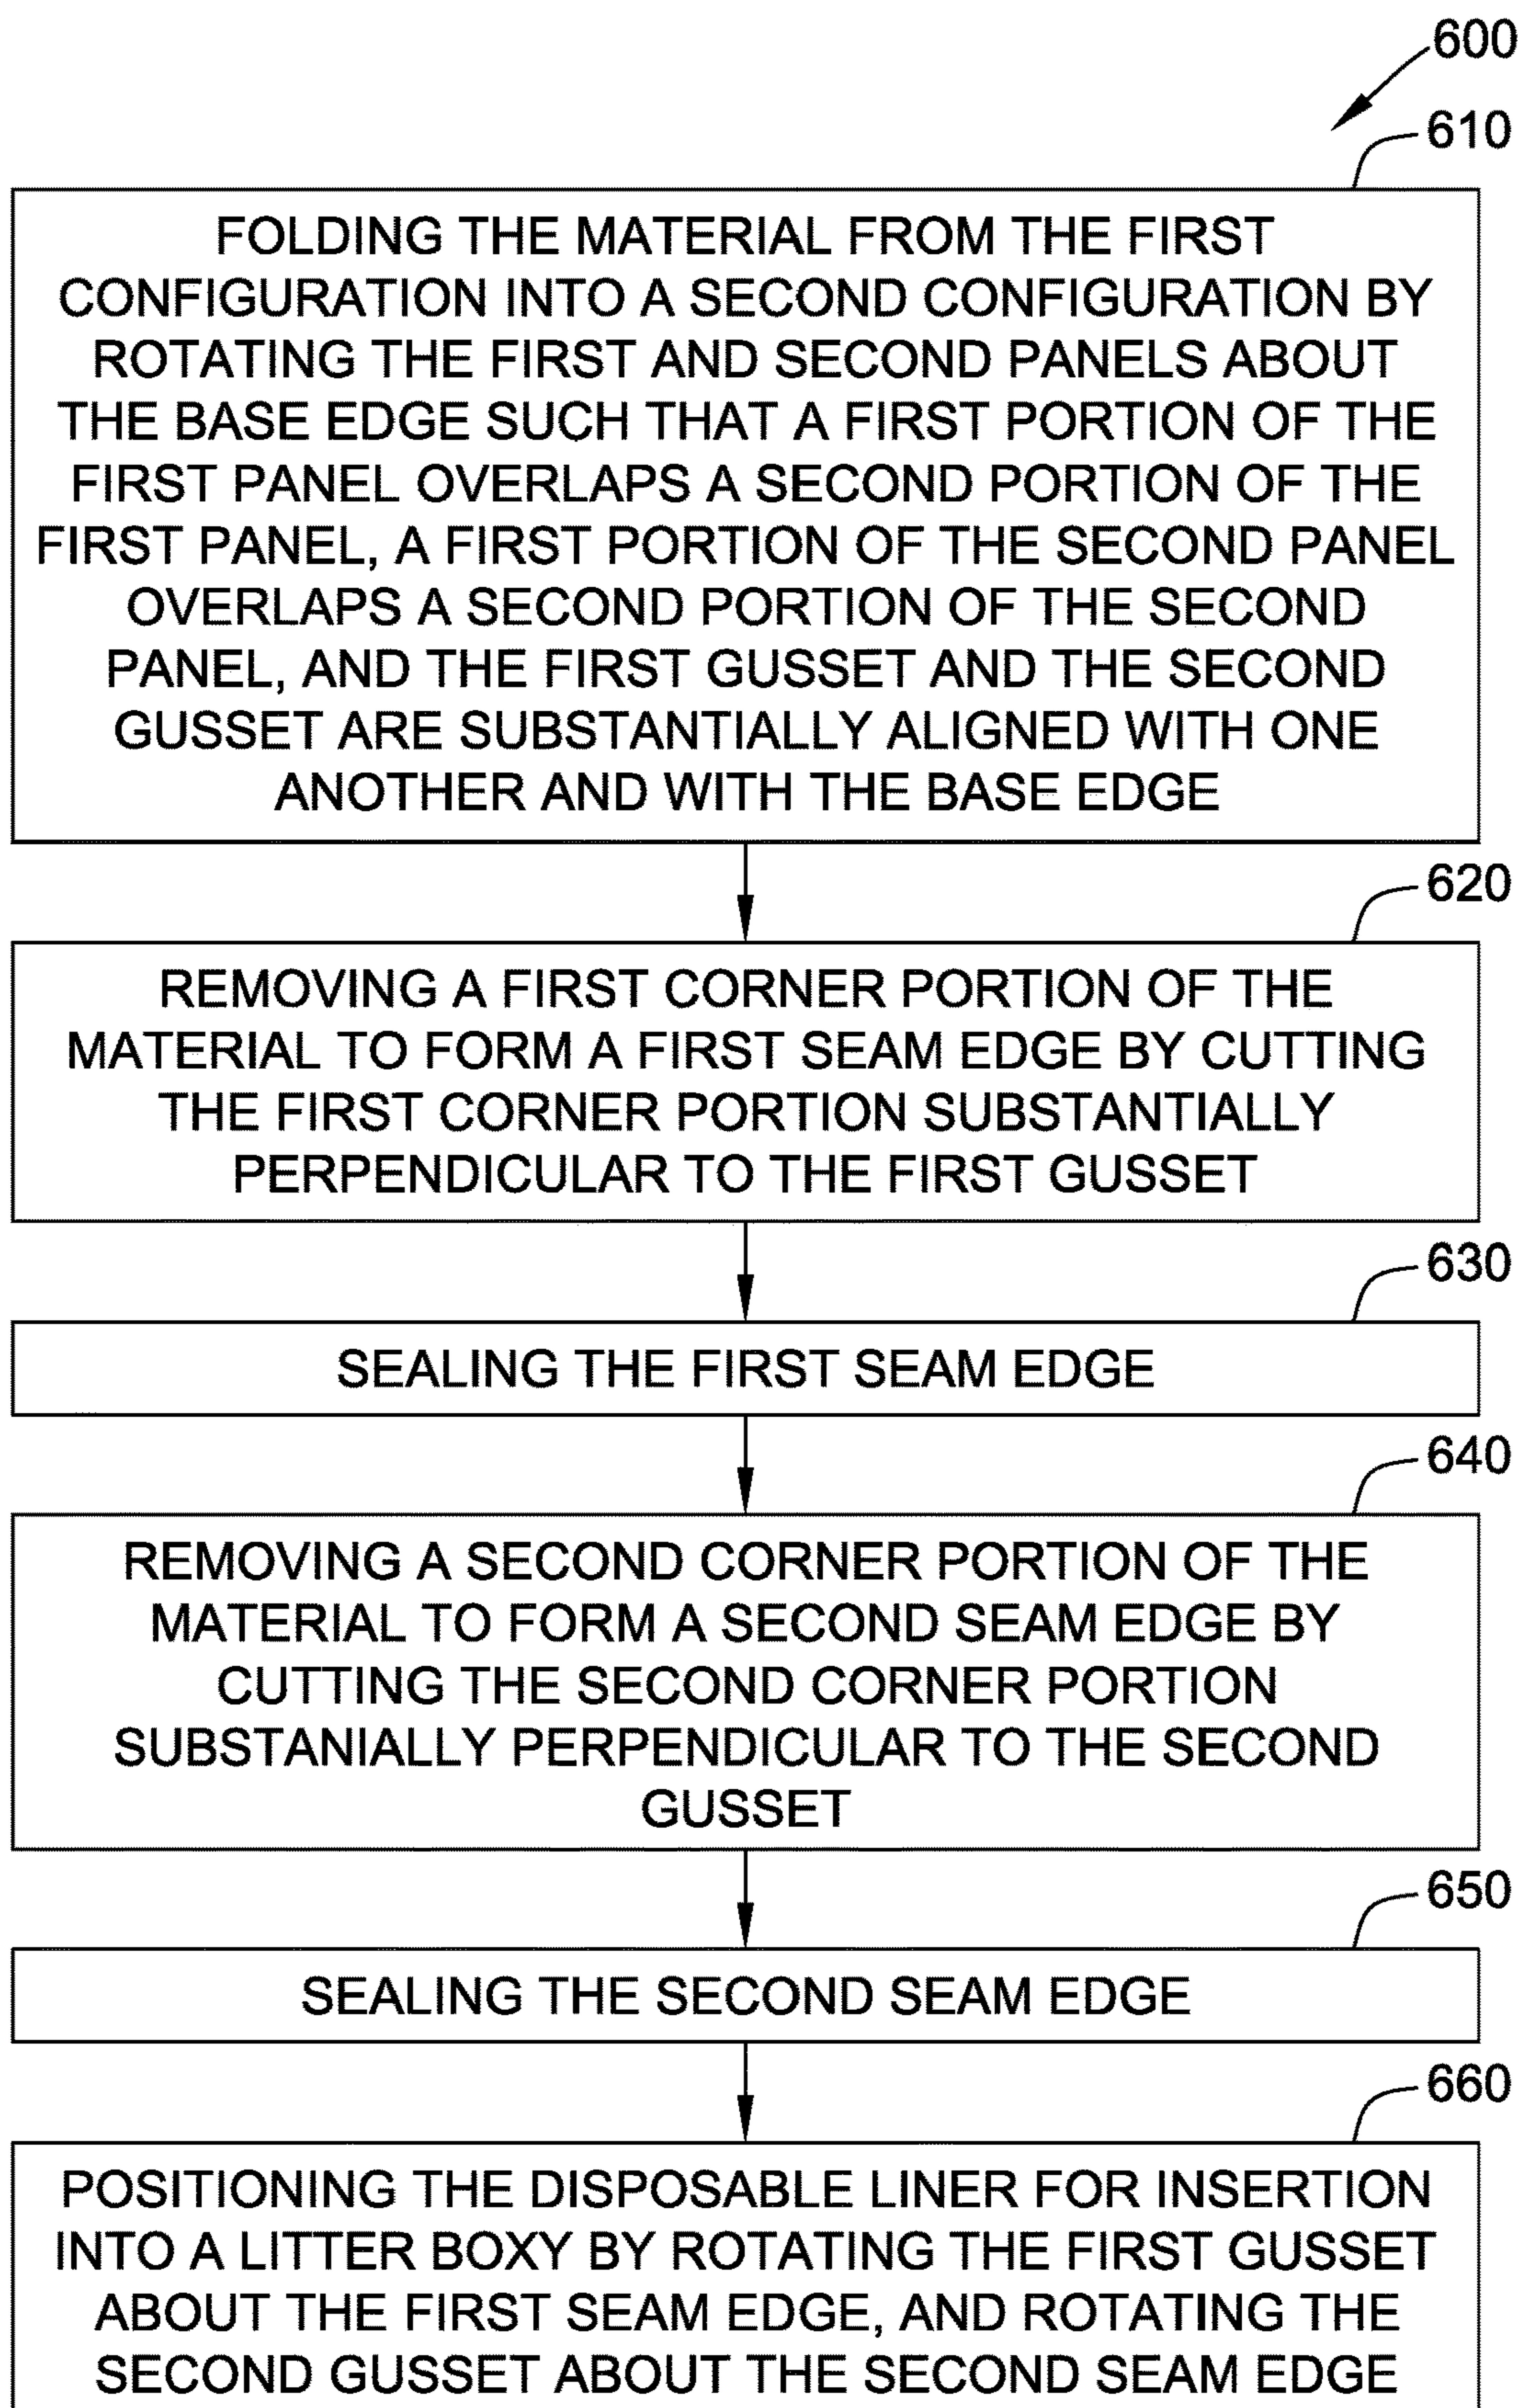 600
610
FOLDING THE MATERIAL FROM THE FIRST
CONFIGURATION INTO A SECOND CONFIGURATION BY
ROTATING THE FIRST AND SECOND PANELS ABOUT
THE BASE EDGE SUCH THAT A FIRST PORTION OF THE
FIRST PANEL OVERLAPS A SECOND PORTION OF THE
FIRST PANEL, A FIRST PORTION OF THE SECOND PANEL
OVERLAPS A SECOND PORTION OF THE SECOND
PANEL, AND THE FIRST GUSSET AND THE SECOND
GUSSET ARE SUBSTANTIALLY ALIGNED WITH ONE
ANOTHER AND WITH THE BASE EDGE
620
REMOVING A FIRST CORNER PORTION OF THE
MATERIAL TO FORM A FIRST SEAM EDGE BY CUTTING
THE FIRST CORNER PORTION SUBSTANTIALLY
PERPENDICULAR TO THE FIRST GUSSET
630
SEALING THE FIRST SEAM EDGE
640
REMOVING A SECOND CORNER PORTION OF THE
MATERIAL TO FORM A SECOND SEAM EDGE BY
CUTTING THE SECOND CORNER PORTION
SUBSTANIALLY PERPENDICULAR TO THE SECOND
GUSSET
650
SEALING THE SECOND SEAM EDGE
660
POSITIONING THE DISPOSABLE LINER FOR INSERTION
INTO A LITTER BOXY BY ROTATING THE FIRST GUSSET
ABOUT THE FIRST SEAM EDGE, AND ROTATING THE
SECOND GUSSET ABOUT THE SECOND SEAM EDGE